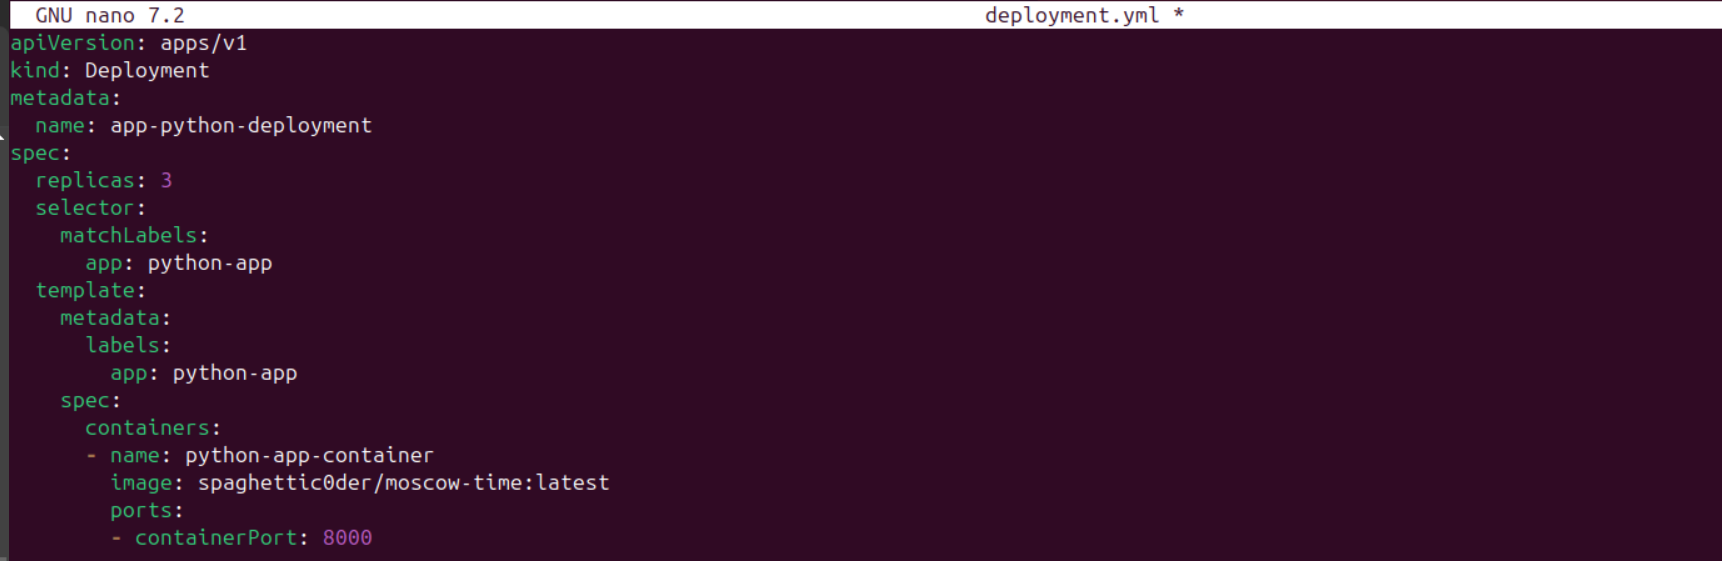 GNU nano 7.2 deployment.yml *
apiVersion: apps/v1
kind: Deployment
metadata:
  name: app-python-deployment
spec:
  replicas: 3
  selector:
    matchLabels:
      app: python-app
  template:
    metadata:
      labels:
        app: python-app
    spec:
      containers:
      - name: python-app-container
        image: spaghettic0der/moscow-time:latest
        ports:
        - containerPort: 8000